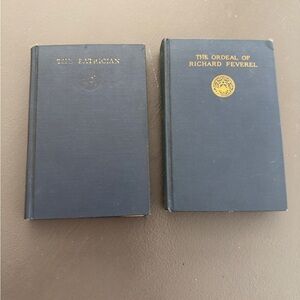 THE PATRICIAN
THE ORDEAL OF
RICHARD FEVEREL